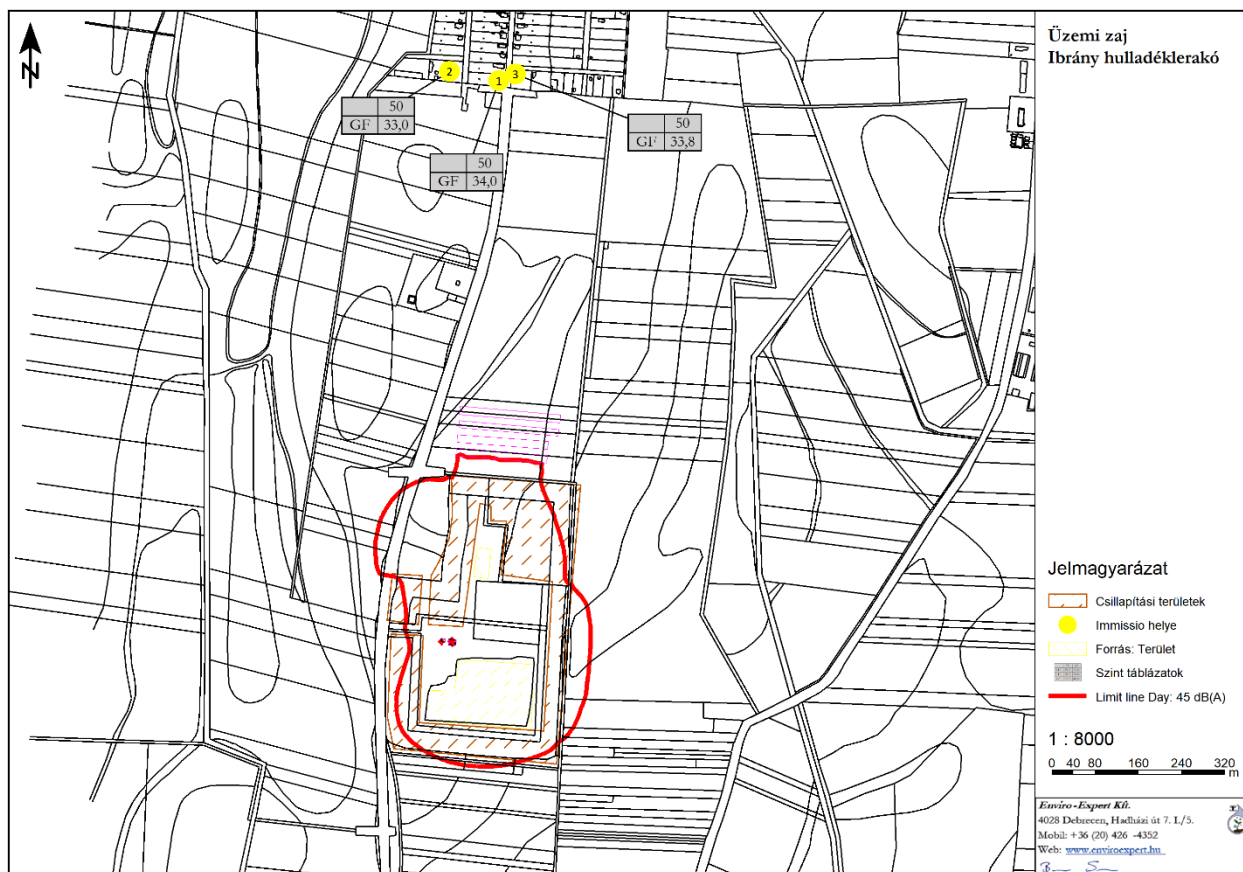 N
2
1
3
50
GF 33,0
50
GF 34,0
50
GF 33,8
Üzemi zaj
Ibrány hulladéklerakó
Jelmagyarázat
Csillapítási területek
Immissio helye
Forrás: Terület
Szint táblázatok
Limit line Day: 45 dB(A)
1 : 8000
0 40 80 160 240 320
m
Enviro-Expert Kft.
4028 Debrecen, Hadházi út 7. I./5.
Mobil: +36 (20) 426 -4352
Web: www.enviroexpert.hu